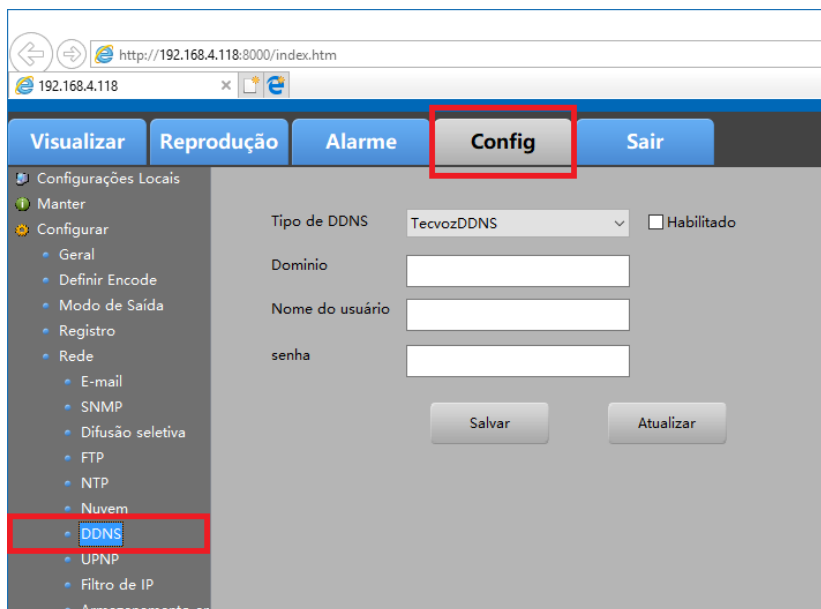 http://192.168.4.118:8000/index.htm
192.168.4.118
Visualizar Reprodução Alarme Config Sair
Configurações Locais
Manter
Configurar
Geral
Definir Encode
Modo de Saída
Registro
Rede
E-mail
SNMP
Difusão seletiva
FTP
NTP
Nuvem
DDNS
UPNP
Filtro de IP
Tipo de DDNS TecvozDDNS Habilitado
Dominio
Nome do usuário
senha
Salvar Atualizar